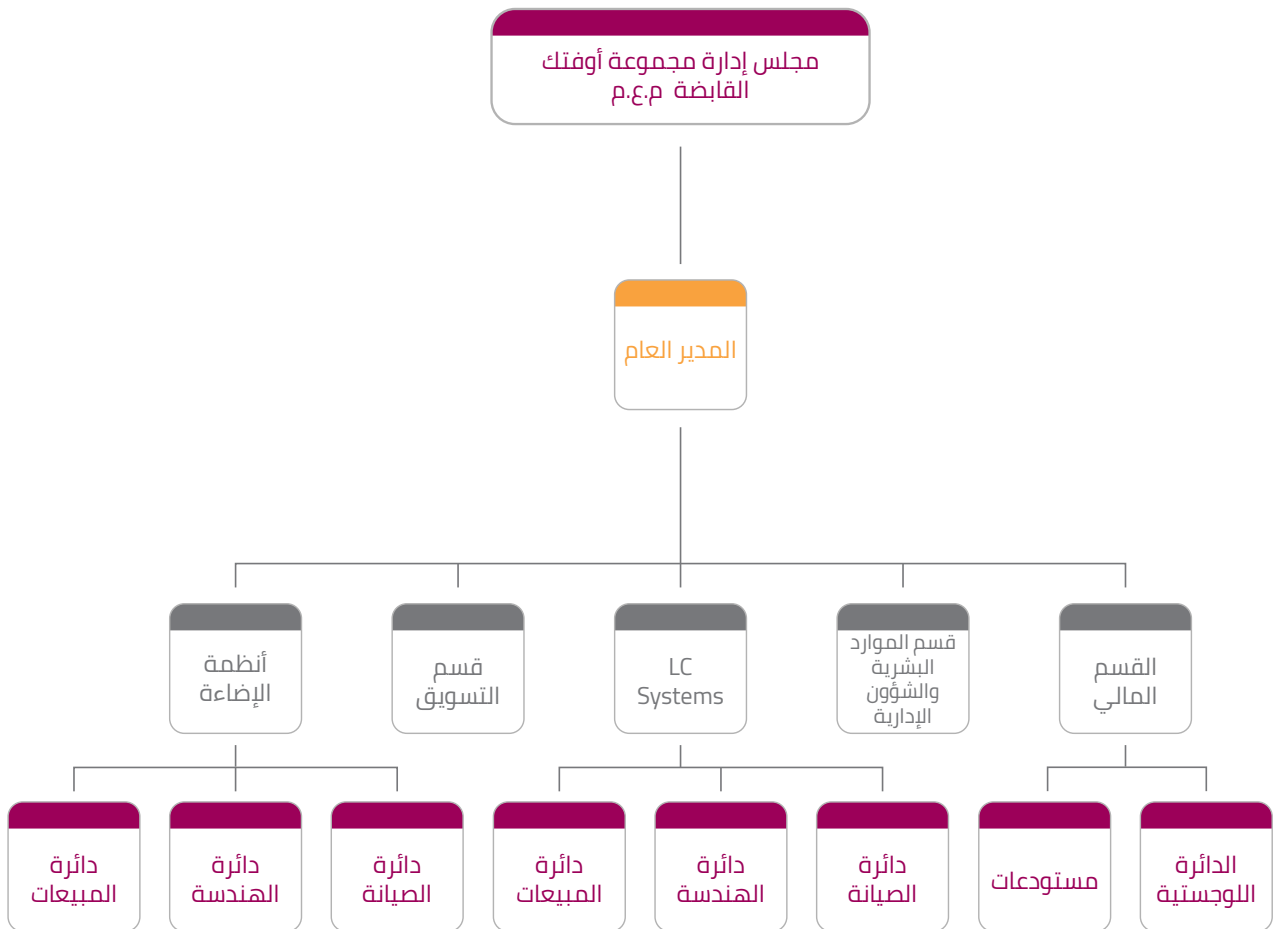 مجلس إدارة مجموعة أوفتك
القابضة م.ع.م
المدير العام
القسم
المالي
قسم الموارد
البشرية
والشؤون
الإدارية
LC
Systems
قسم
التسويق
أنظمة
الإضاءة
الدائرة
اللوجستية
مستودعات
دائرة
الصيانة
دائرة
الهندسة
دائرة
المبيعات
دائرة
الصيانة
دائرة
الهندسة
دائرة
المبيعات